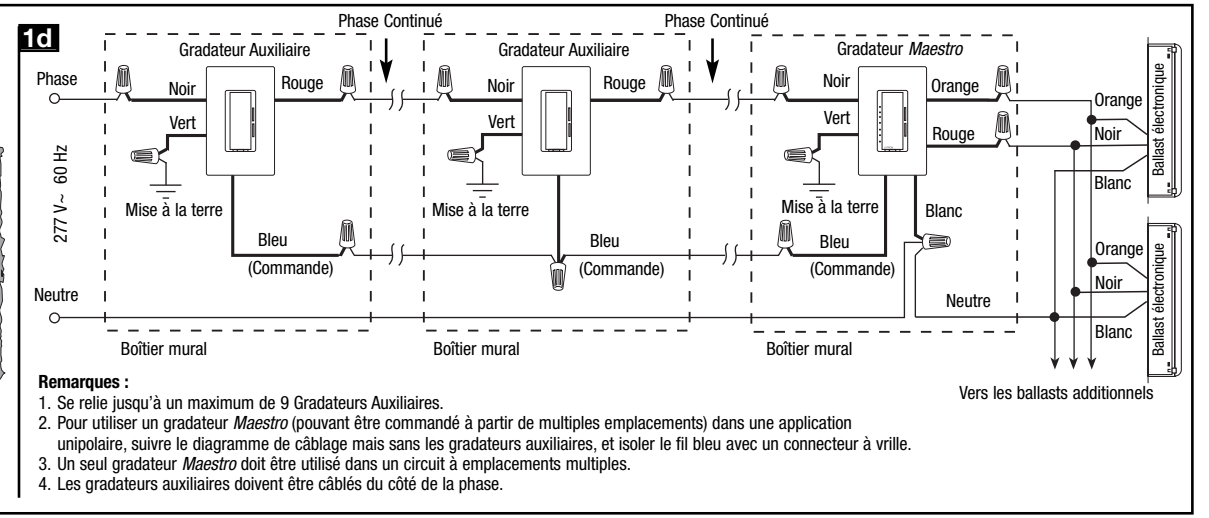 1d
Phase Continué
Phase Continué
Gradateur Auxiliaire
Gradateur Auxiliaire
Gradateur Maestro
Phase
Noir
Rouge
Noir
Rouge
Noir
Orange
Orange
Vert
Vert
Vert
Rouge
Noir
Ballast électronique
Blanc
277 V~ 60 Hz
Mise à la terre
Mise à la terre
Mise à la terre
Blanc
Bleu
(Commande)
Bleu
(Commande)
Bleu
(Commande)
Orange
Noir
Ballast électronique
Blanc
Neutre
Neutre
Boîtier mural
Boîtier mural
Boîtier mural
Vers les ballasts additionnels
Remarques :
1. Se relie jusqu'à un maximum de 9 Gradateurs Auxiliaires.
2. Pour utiliser un gradateur Maestro (pouvant être commandé à partir de multiples emplacements) dans une application
unipolaire, suivre le diagramme de câblage mais sans les gradateurs auxiliaires, et isoler le fil bleu avec un connecteur à vrille.
3. Un seul gradateur Maestro doit être utilisé dans un circuit à emplacements multiples.
4. Les gradateurs auxiliaires doivent être câblés du côté de la phase.